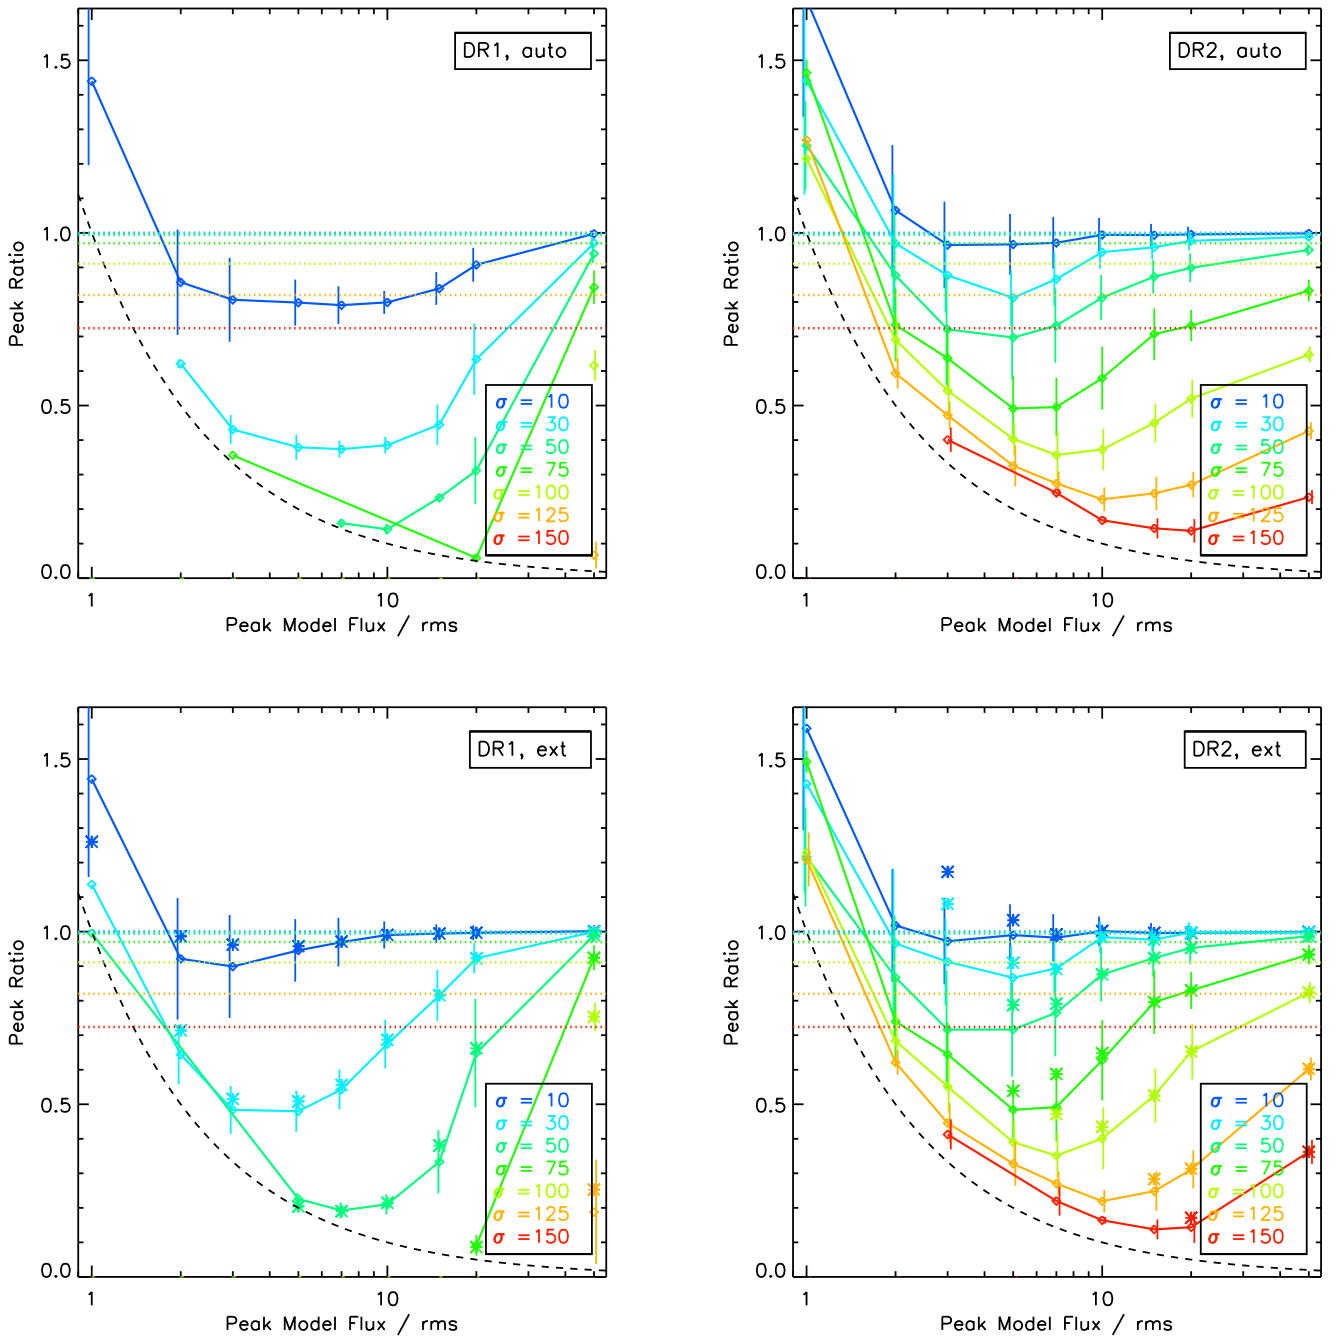 DR1, auto
1.5
1.0
0.5
0.0
Peak Ratio
σ = 10
σ = 30
σ = 50
σ = 75
σ =100
σ =125
σ =150
1
10
Peak Model Flux / rms
DR2, auto
1.5
1.0
0.5
0.0
Peak Ratio
σ = 10
σ = 30
σ = 50
σ = 75
σ =100
σ =125
σ =150
1
10
Peak Model Flux / rms
DR1, ext
1.5
1.0
0.5
0.0
Peak Ratio
σ = 10
σ = 30
σ = 50
σ = 75
σ =100
σ =125
σ =150
1
10
Peak Model Flux / rms
DR2, ext
1.5
1.0
0.5
0.0
Peak Ratio
σ = 10
σ = 30
σ = 50
σ = 75
σ =100
σ =125
σ =150
1
10
Peak Model Flux / rms